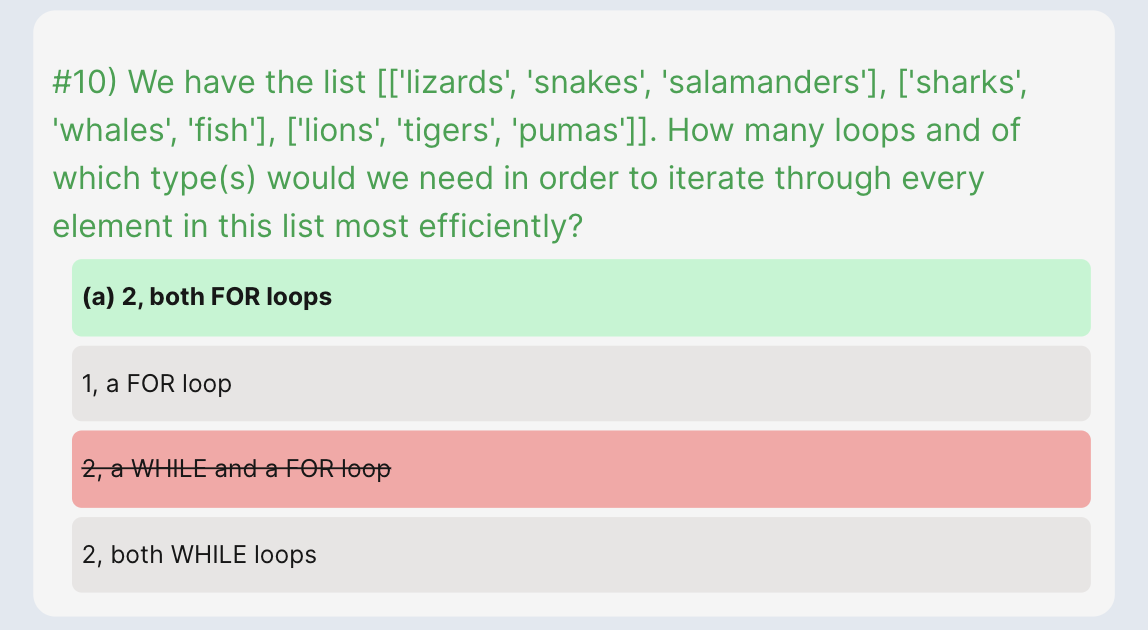 #10) We have the list [['lizards', 'snakes', 'salamanders'], ['sharks',
'whales', 'fish'], ['lions', 'tigers', 'pumas']]. How many loops and of
which type(s) would we need in order to iterate through every
element in this list most efficiently?
(a) 2, both FOR loops
1, a FOR loop
2, a WHILE and a FOR loop
2, both WHILE loops